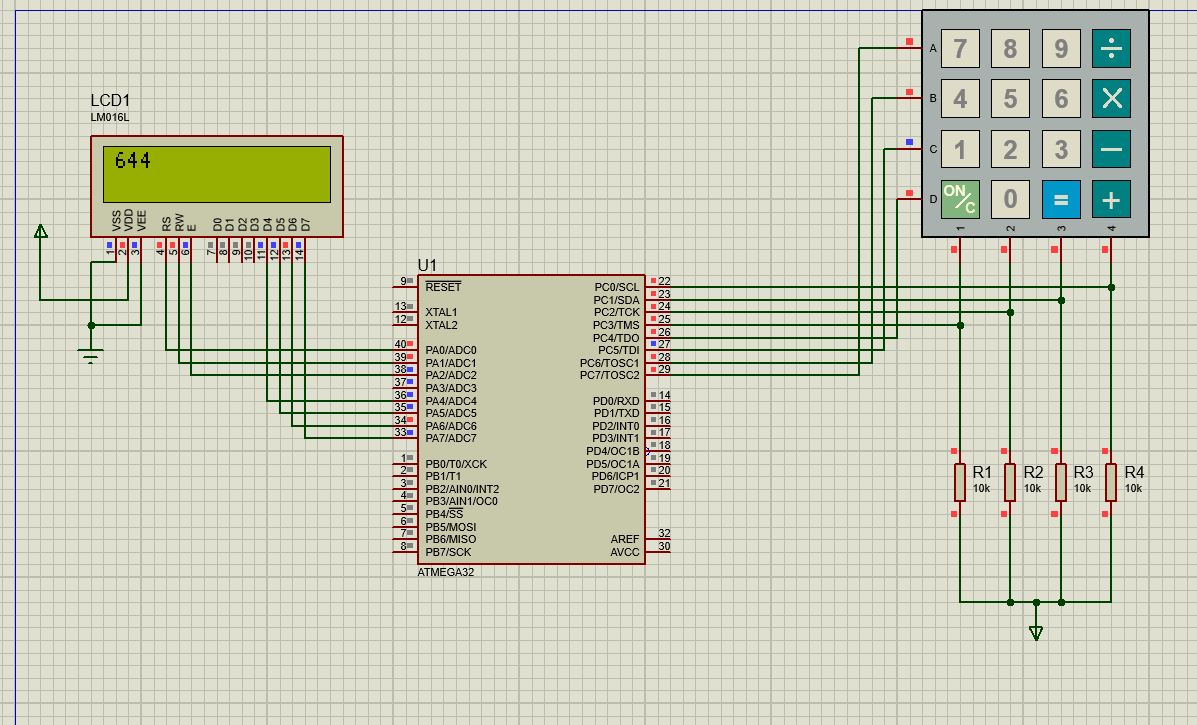 LCD1
LM016L
644
VSS VDD VEE RS RW E D0 D1 D2 D3 D4 D5 D6 D7
1 2 3 4 5 6 7 8 9 10 11 12 13 14
A 7 8 9 ÷
B 4 5 6 ×
C 1 2 3 −
D ON/C 0 = +
1 2 3 4
U1
9 RESET PC0/SCL 22
PC1/SDA 23
13 XTAL1 PC2/TCK 24
12 XTAL2 PC3/TMS 25
PC4/TDO 26
40 PA0/ADC0 PC5/TDI 27
39 PA1/ADC1 PC6/TOSC1 28
38 PA2/ADC2 PC7/TOSC2 29
37 PA3/ADC3
36 PA4/ADC4 PD0/RXD 14
35 PA5/ADC5 PD1/TXD 15
34 PA6/ADC6 PD2/INT0 16
33 PA7/ADC7 PD3/INT1 17
PD4/OC1B 18
1 PB0/T0/XCK PD5/OC1A 19
2 PB1/T1 PD6/ICP1 20
3 PB2/AIN0/INT2 PD7/OC2 21
4 PB3/AIN1/OC0
5 PB4/SS
6 PB5/MOSI
7 PB6/MISO AREF 32
8 PB7/SCK AVCC 30
ATMEGA32
R1 R2 R3 R4
10k 10k 10k 10k